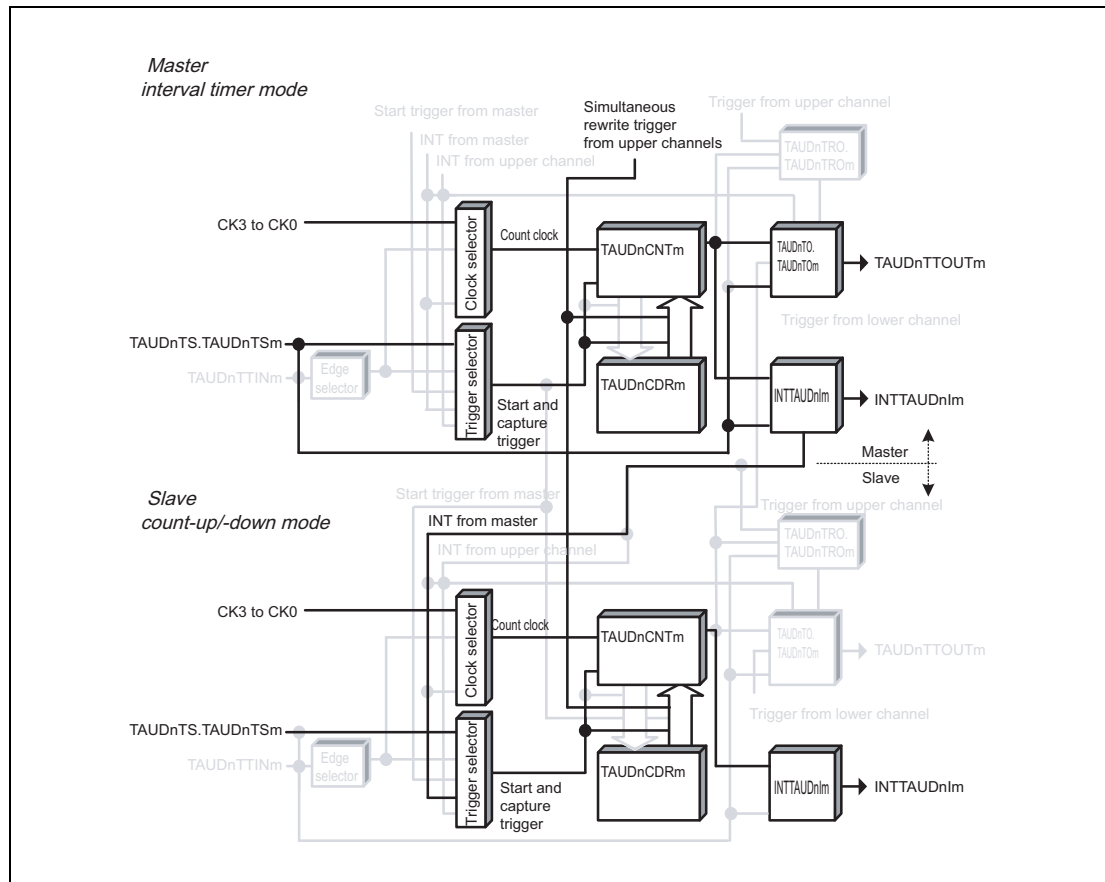 Master
interval timer mode
Start trigger from master
INT from master
INT from upper channel
Simultaneous
rewrite trigger
from upper channels
Trigger from upper channel
TAUDnTRO.
TAUDnTROm
CK3 to CK0
Clock selector
Count clock
TAUDnCNTm
TAUDnTO.
TAUDnTOm
TAUDnTTOUTm
Trigger from lower channel
TAUDnTS.TAUDnTSm
TAUDnTTINm
Edge
selector
Trigger selector
Start and
capture
trigger
TAUDnCDRm
INTTAUDnIm
INTTAUDnIm
Master
Slave
Slave
count-up/-down mode
Start trigger from master
INT from master
INT from upper channel
Trigger from upper channel
TAUDnTRO.
TAUDnTROm
CK3 to CK0
Clock selector
Count clock
TAUDnCNTm
TAUDnTO.
TAUDnTOm
TAUDnTTOUTm
Trigger from lower channel
TAUDnTS.TAUDnTSm
TAUDnTTINm
Edge
selector
Trigger selector
Start and
capture
trigger
TAUDnCDRm
INTTAUDnIm
INTTAUDnIm